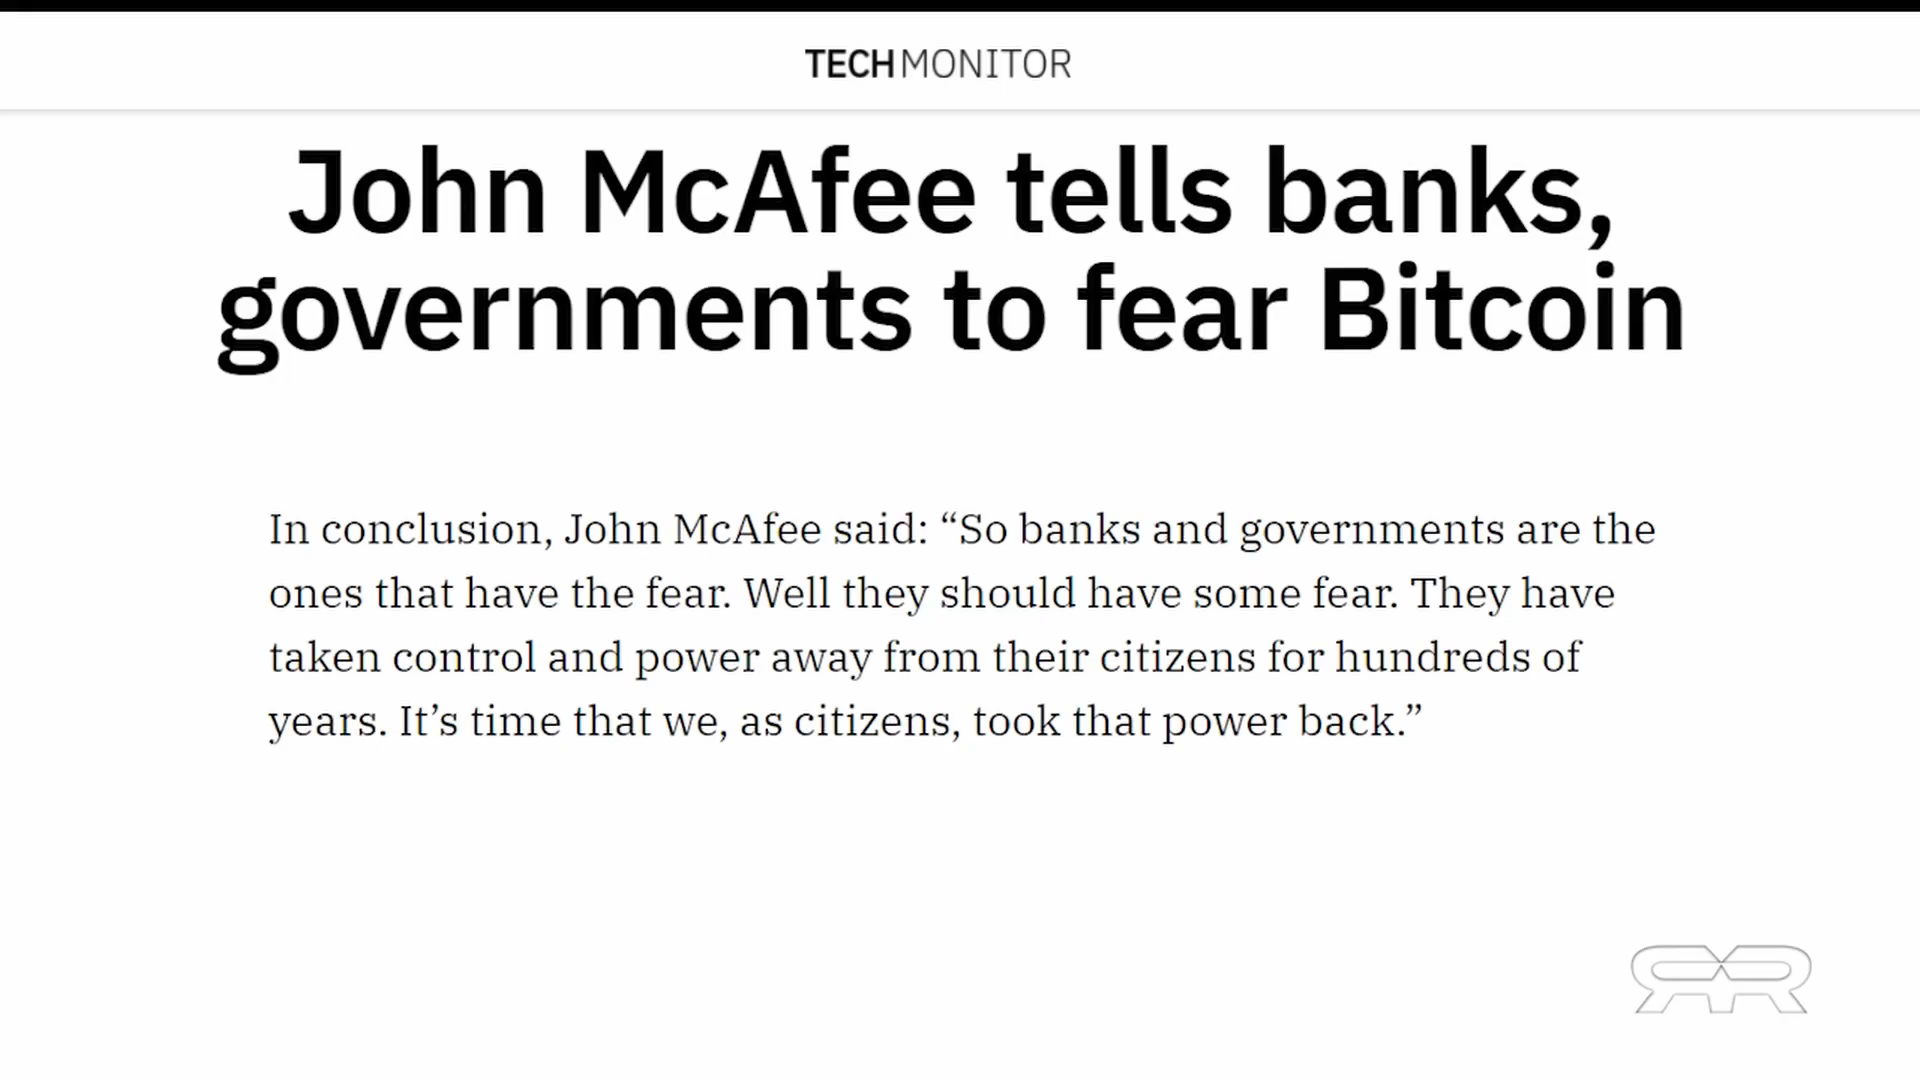 TECHMONITOR
John McAfee tells banks,
governments to fear Bitcoin
In conclusion, John McAfee said: “So banks and governments are the
ones that have the fear. Well they should have some fear. They have
taken control and power away from their citizens for hundreds of
years. It’s time that we, as citizens, took that power back.”
RR